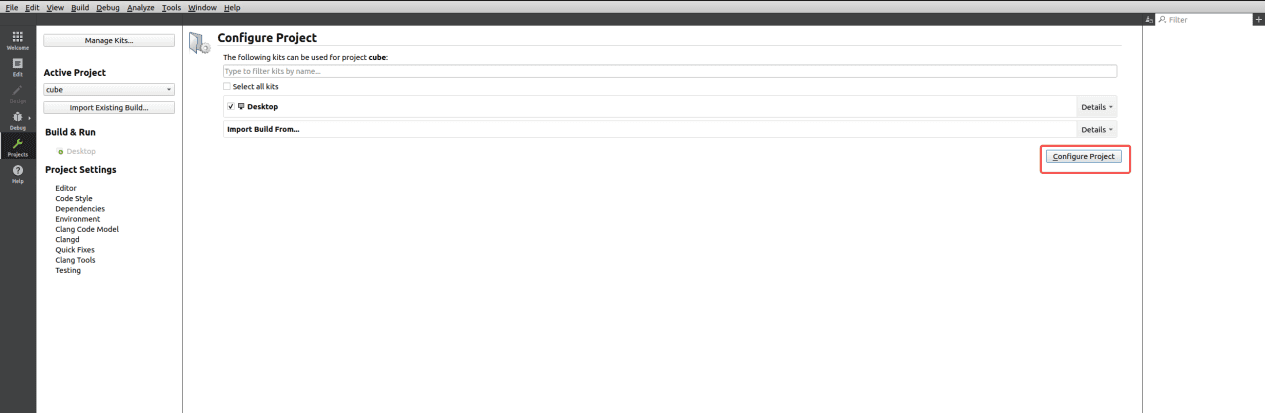 File Edit View Build Debug Analyze Tools Window Help
Filter
Welcome
Edit
Design
Debug
Projects
Help
Manage Kits...
Active Project
cube
Import Existing Build...
Build & Run
Desktop
Project Settings
Editor
Code Style
Dependencies
Environment
Clang Code Model
Clangd
Quick Fixes
Clang Tools
Testing
Configure Project
The following kits can be used for project cube:
Type to filter kits by name...
Select all kits
Desktop Details
Import Build From... Details
Configure Project